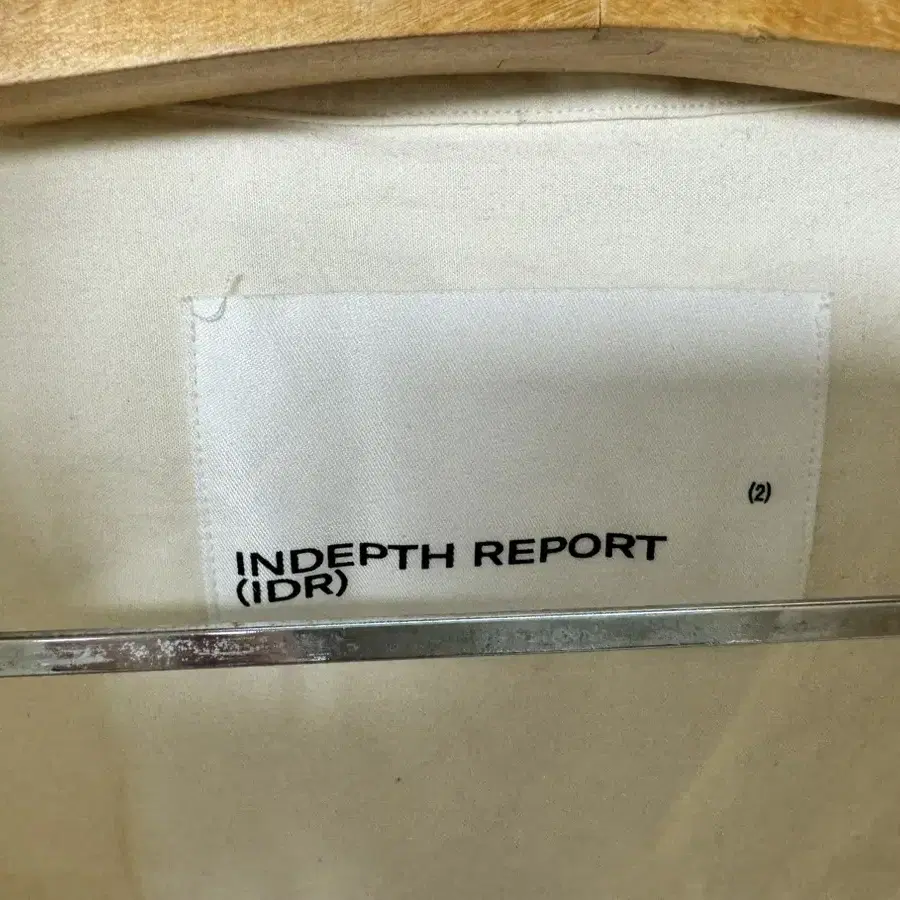 (2)
INDEPTH REPORT
(IDR)